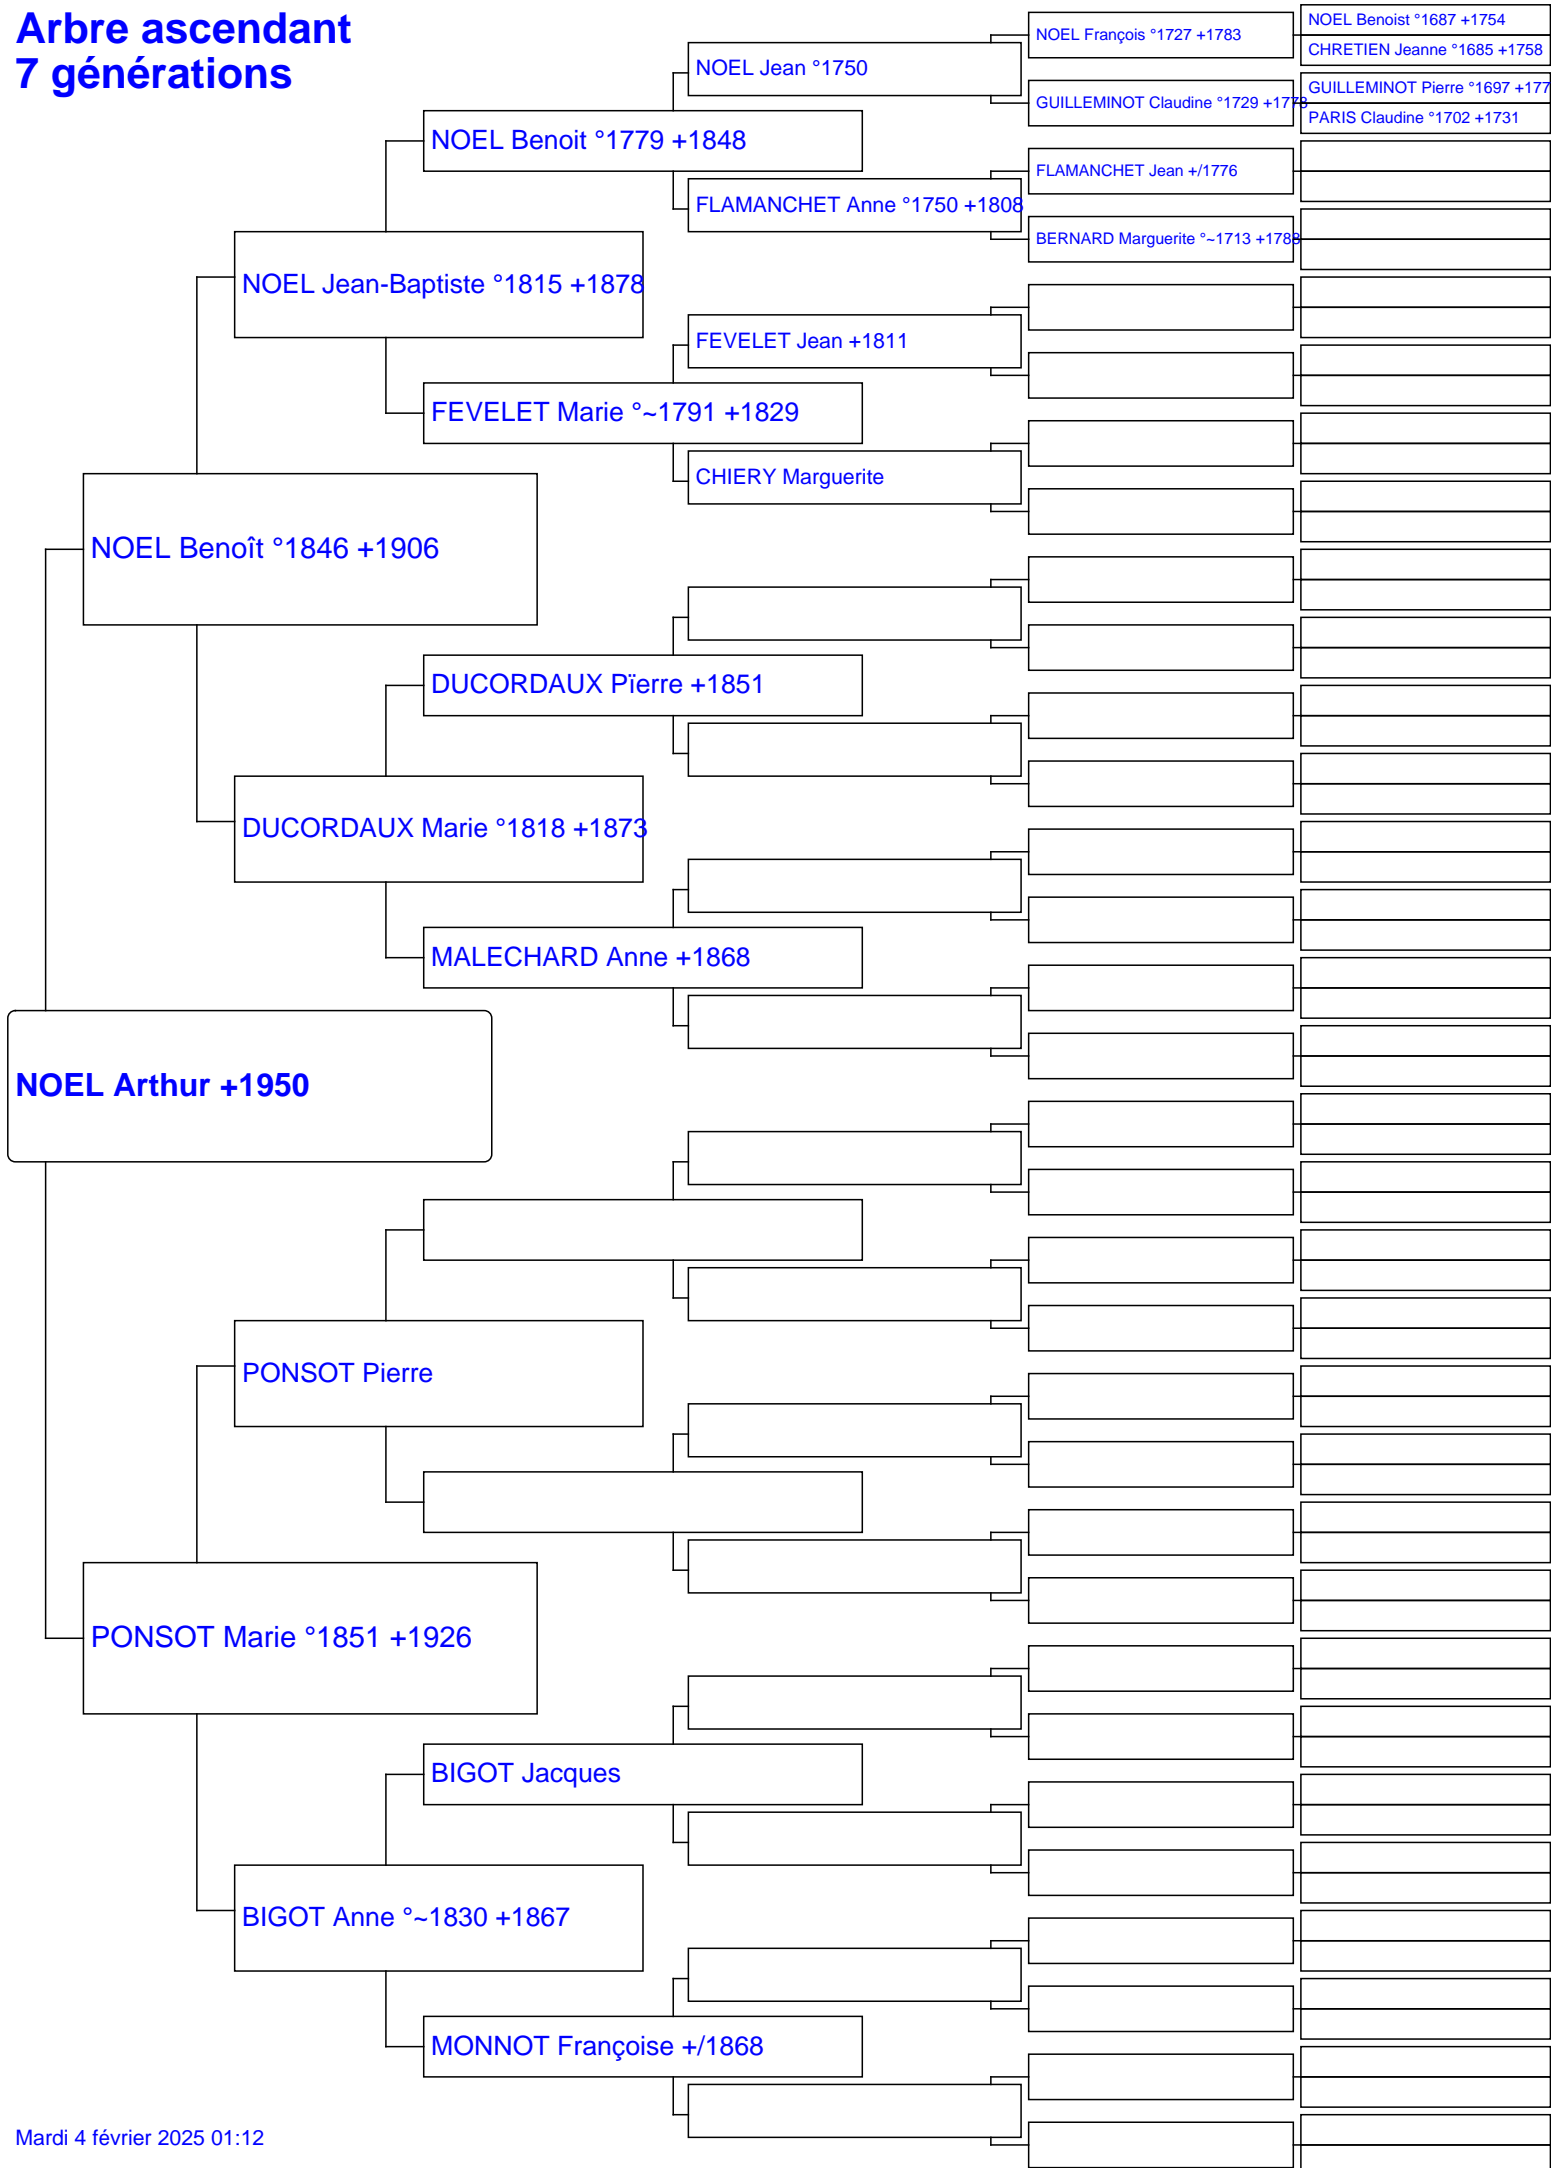 Arbre ascendant
7 générations
NOEL François °1727 +1783
NOEL Benoist °1687 +1754
CHRETIEN Jeanne °1685 +1758
NOEL Jean °1750
GUILLEMINOT Claudine °1729 +1778
GUILLEMINOT Pierre °1697 +177
PARIS Claudine °1702 +1731
NOEL Benoit °1779 +1848
FLAMANCHET Jean +/1776
FLAMANCHET Anne °1750 +1808
BERNARD Marguerite °~1713 +1788
NOEL Jean-Baptiste °1815 +1878
FEVELET Jean +1811
FEVELET Marie °~1791 +1829
CHIERY Marguerite
NOEL Benoît °1846 +1906
DUCORDAUX Pïerre +1851
DUCORDAUX Marie °1818 +1873
MALECHARD Anne +1868
NOEL Arthur +1950
PONSOT Pierre
PONSOT Marie °1851 +1926
BIGOT Jacques
BIGOT Anne °~1830 +1867
MONNOT Françoise +/1868
Mardi 4 février 2025 01:12